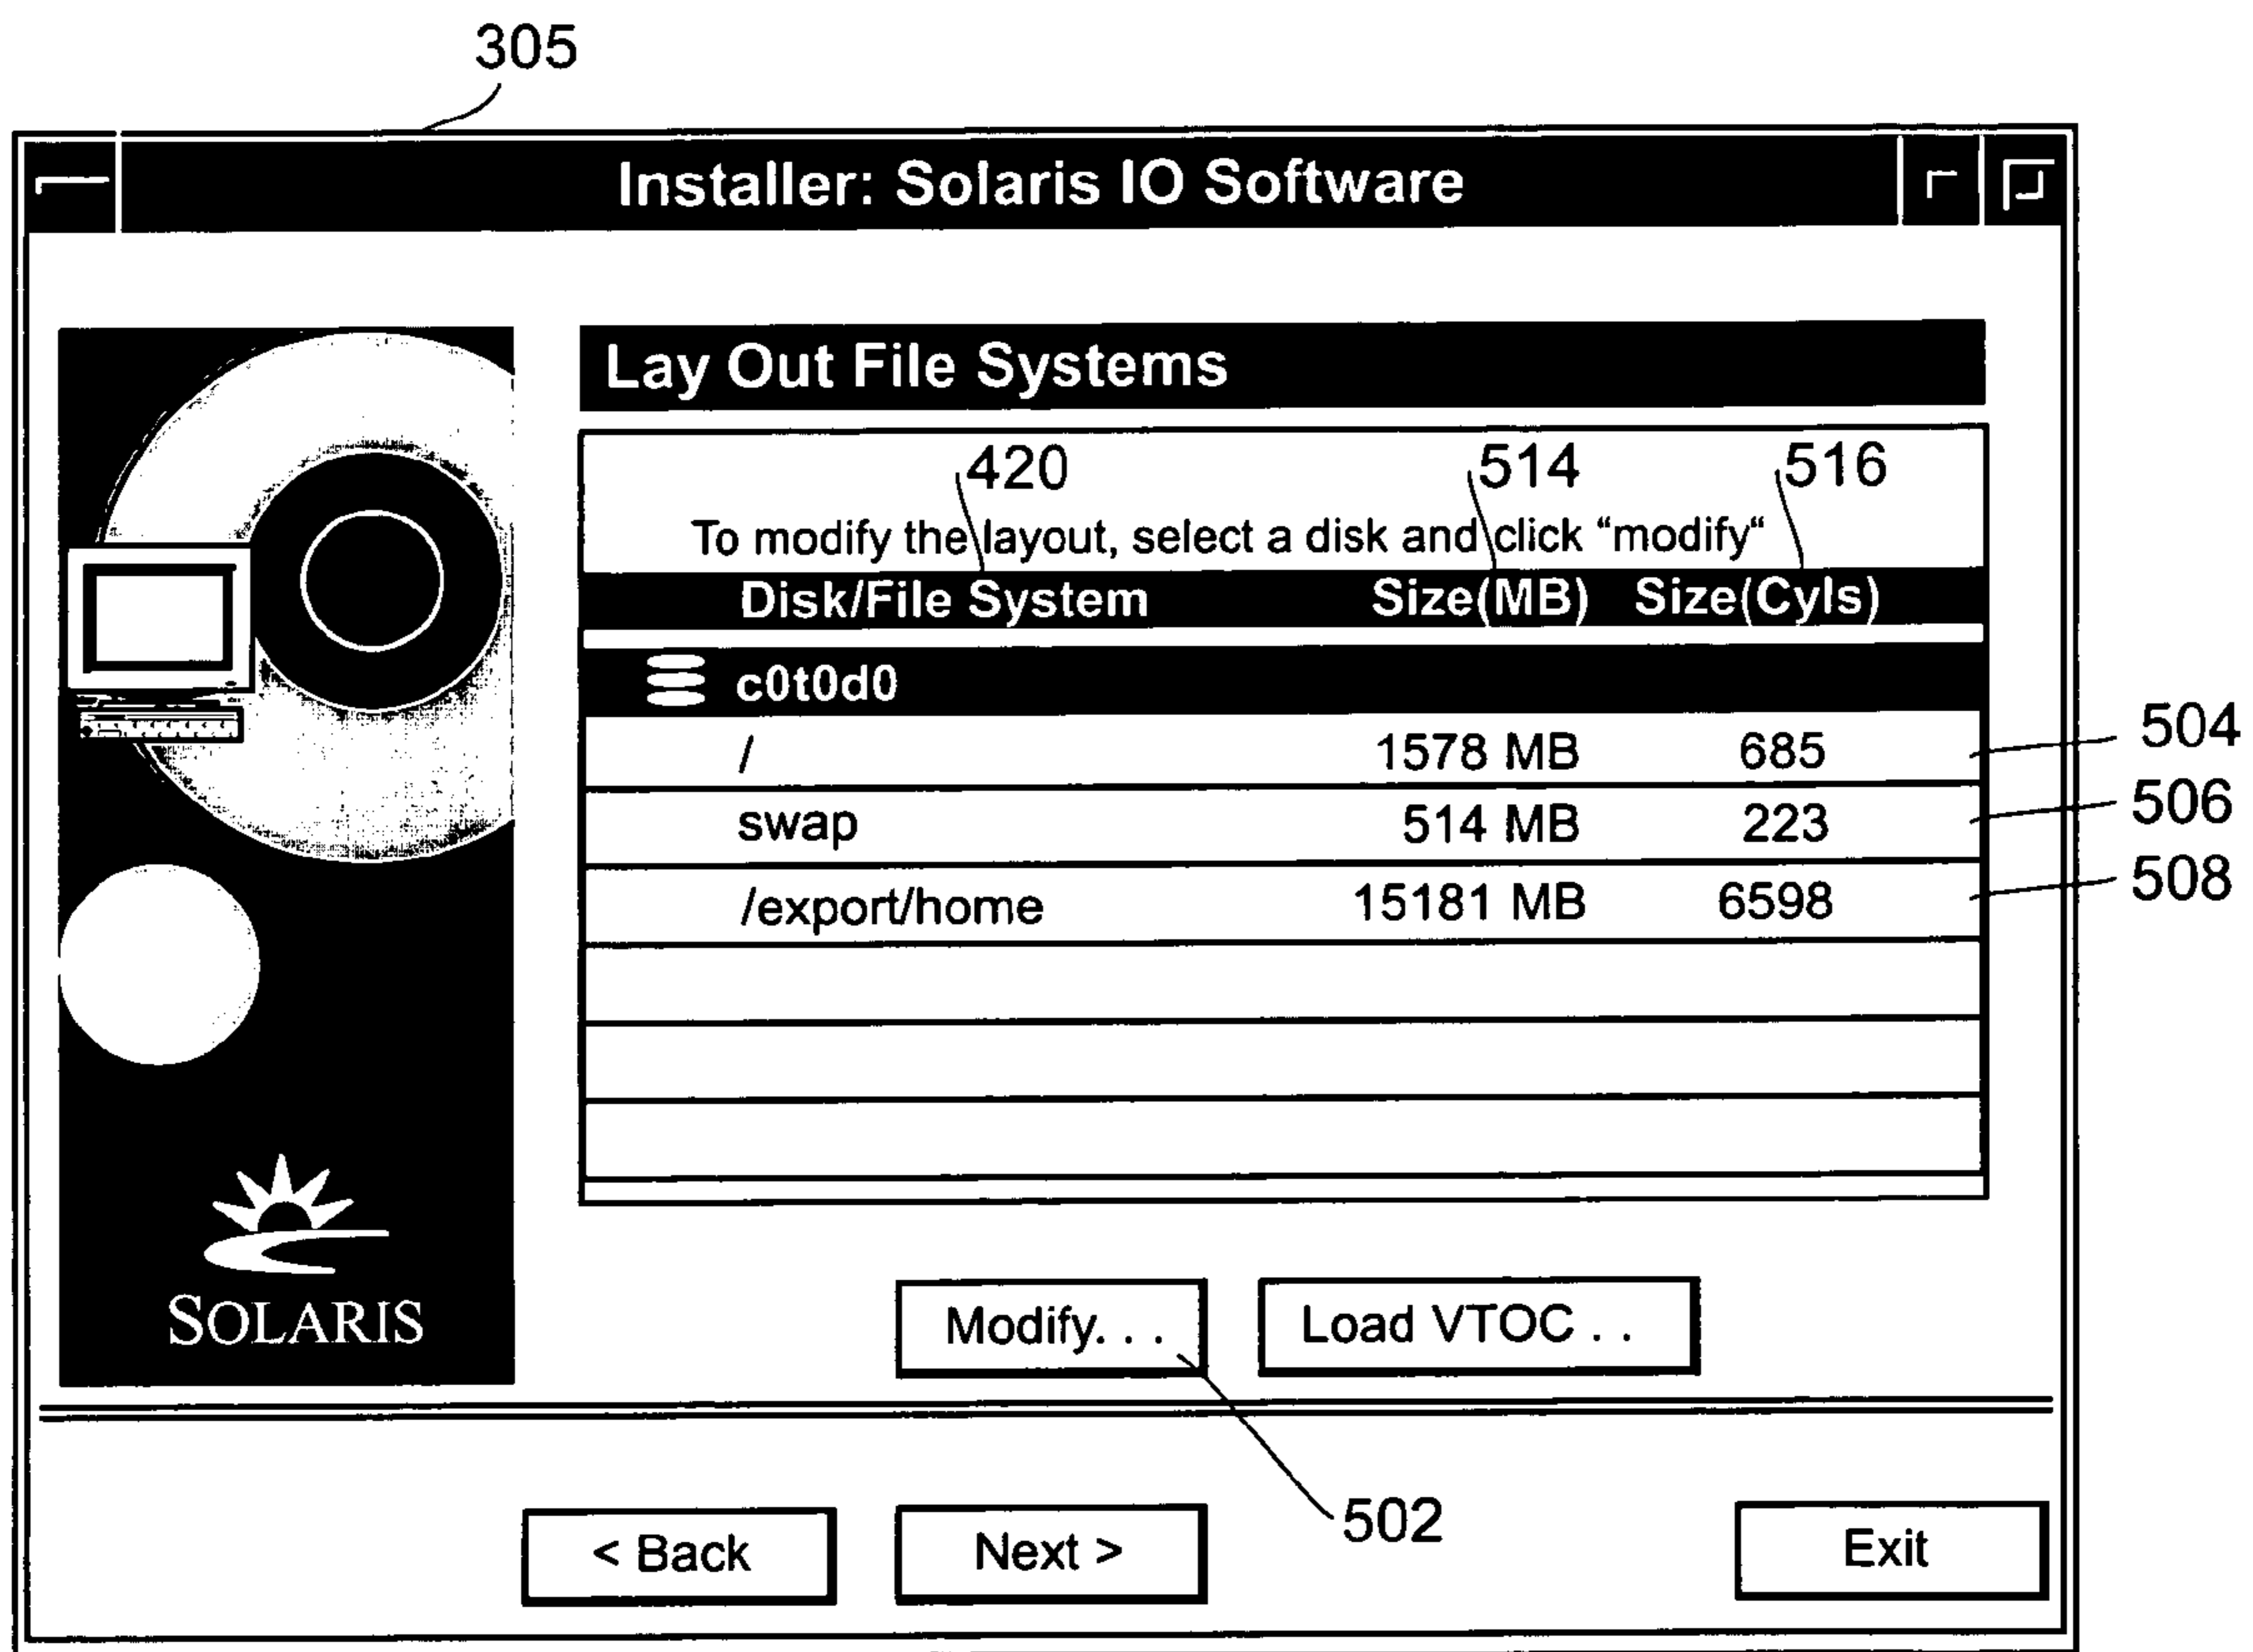 305
Installer: Solaris IO Software
Lay Out File Systems
420 514 516
To modify the layout, select a disk and click “modify“
Disk/File System Size(MB) Size(Cyls)
c0t0d0
/ 1578 MB 685 504
swap 514 MB 223 506
/export/home 15181 MB 6598 508
SOLARIS
Modify. . . Load VTOC . .
502
< Back Next > Exit